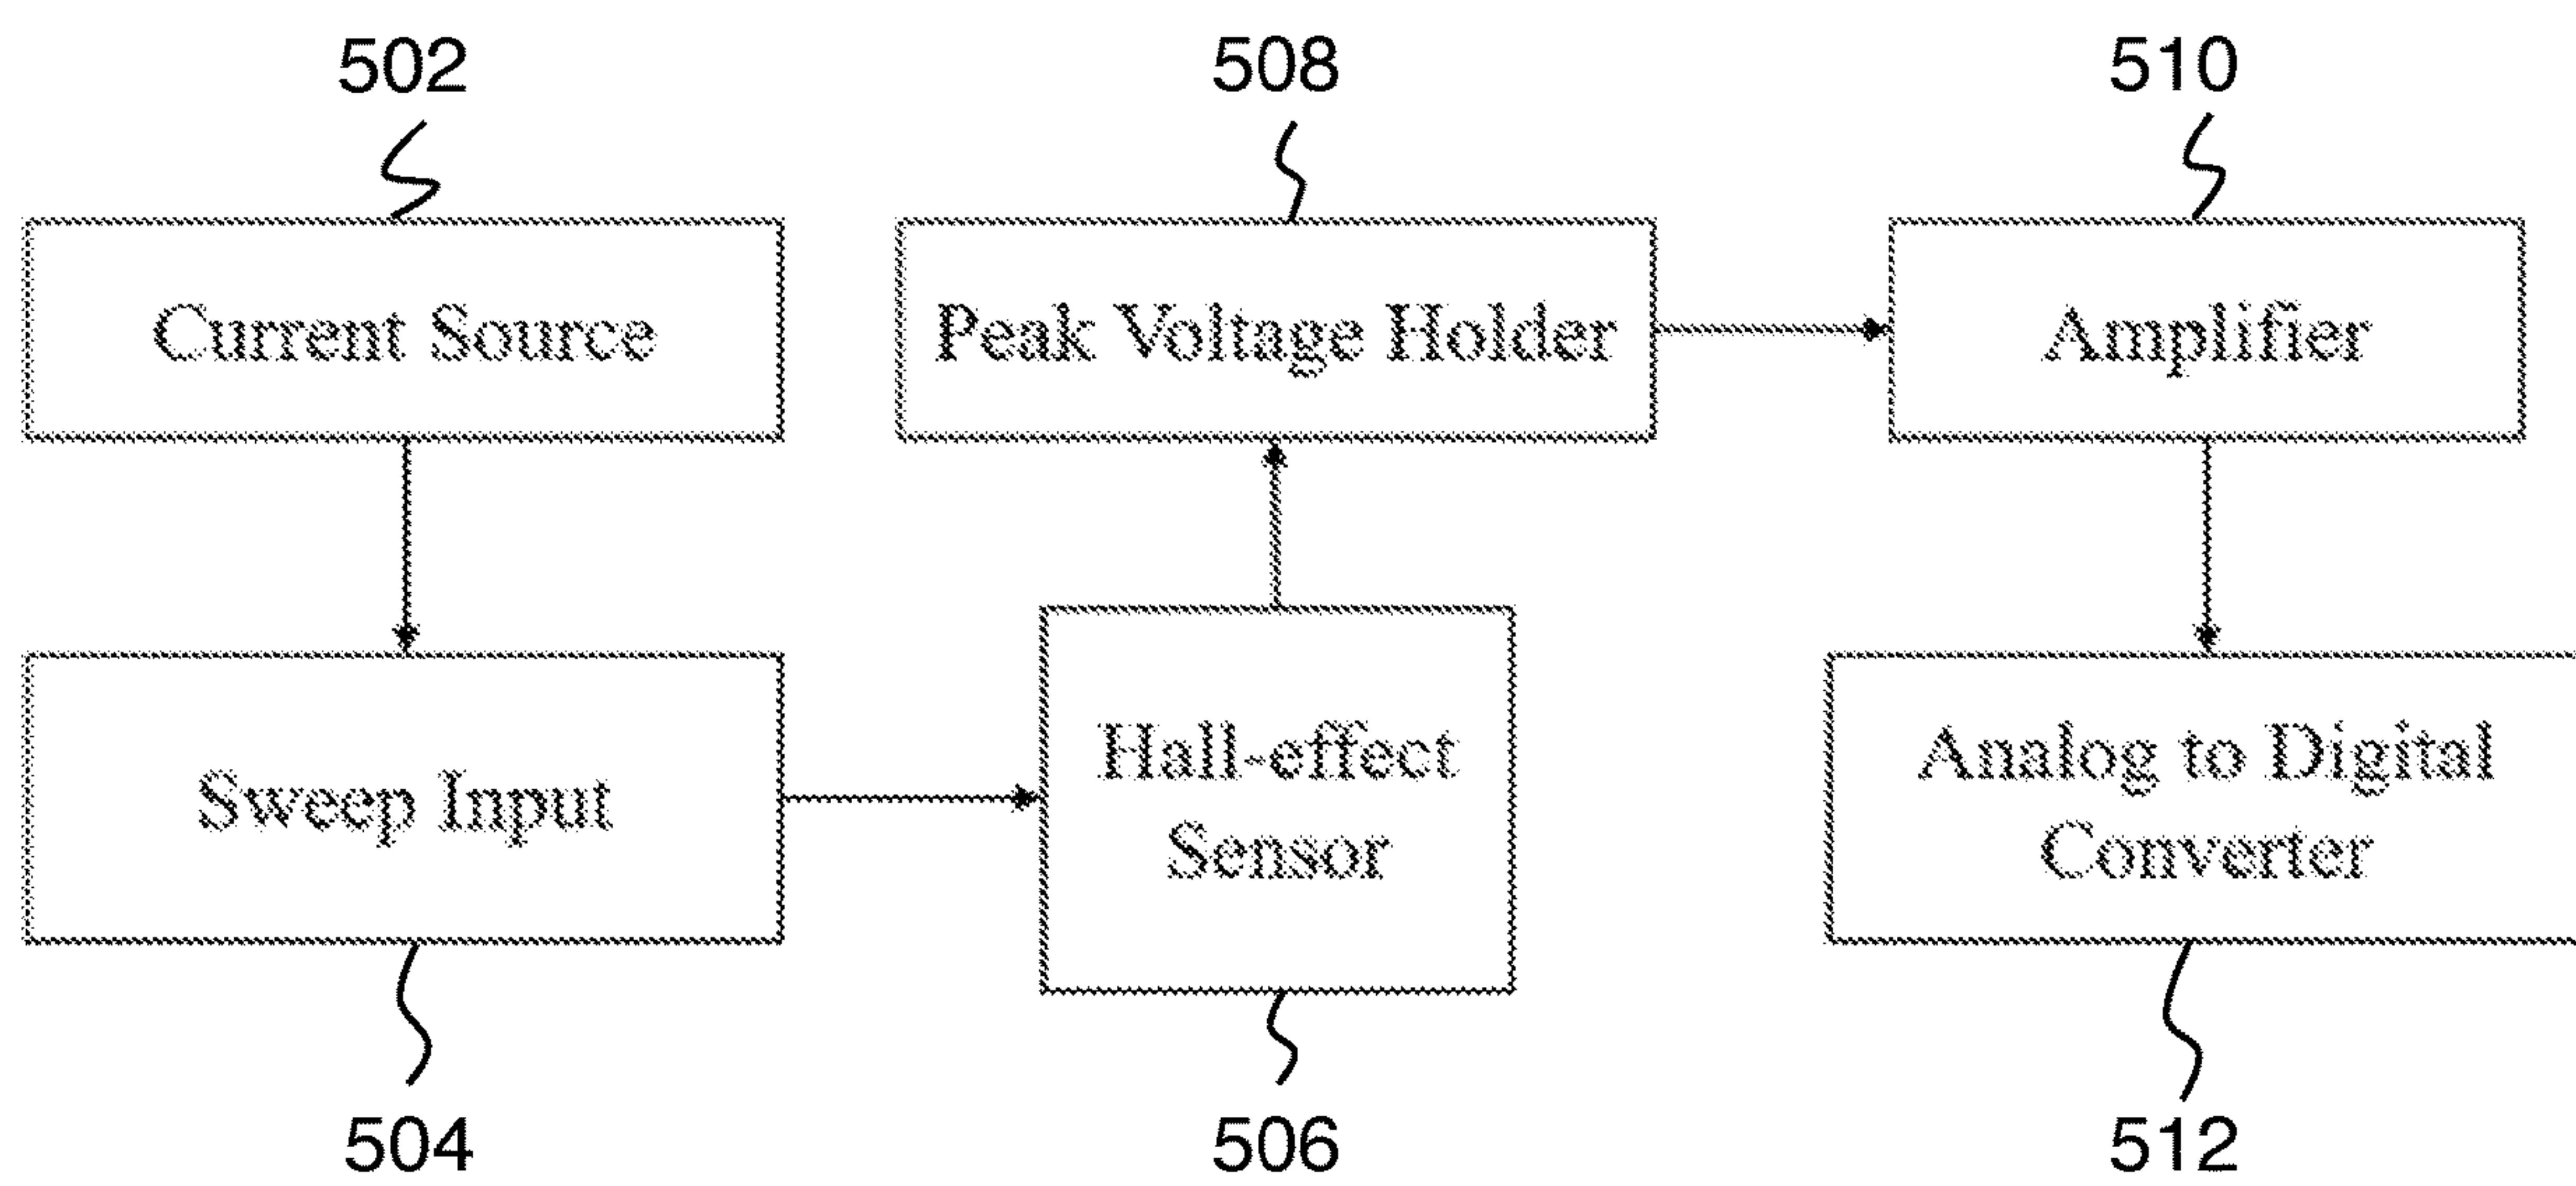 502
508
510
Current Source
Peak Voltage Holder
Amplifier
Sweep Input
Hall-effect
Sensor
Analog to Digital
Converter
504
506
512